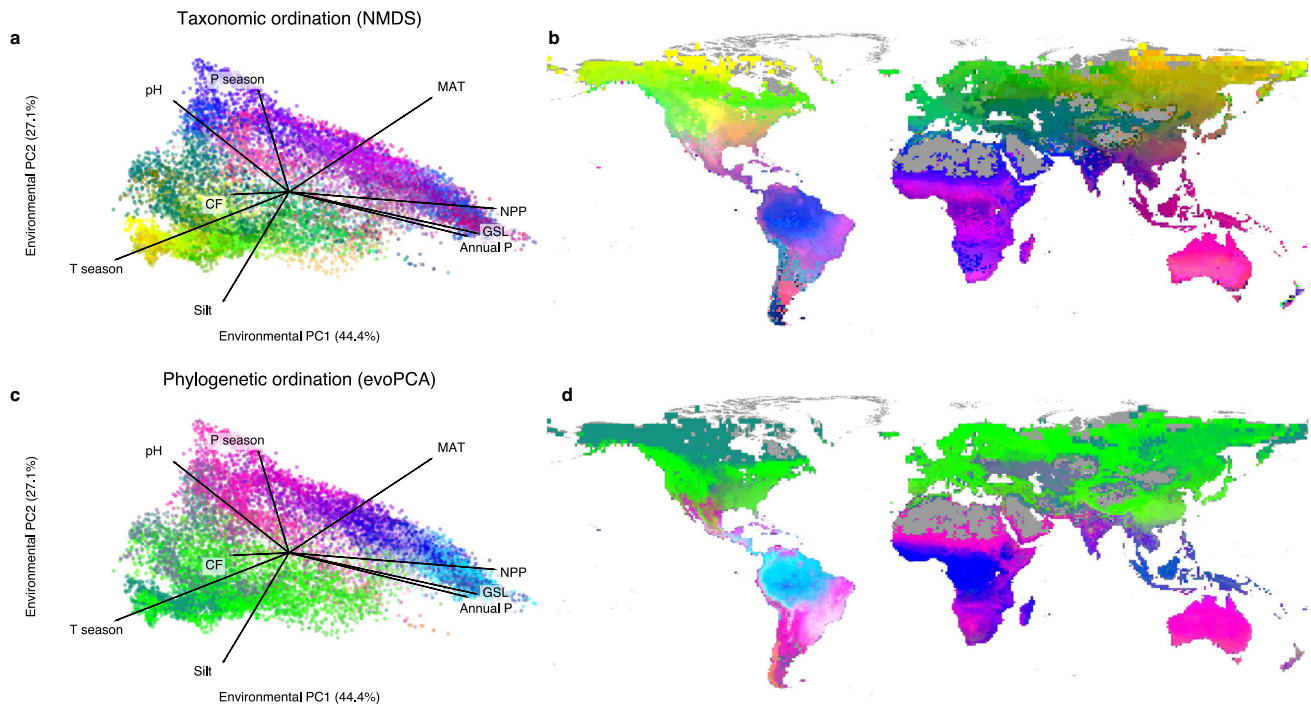 Taxonomic ordination (NMDS)
a
b
P season
MAT
pH
Environmental PC2 (27.1%)
CF
NPP
GSL
Annual P
T season
Silt
Environmental PC1 (44.4%)
Phylogenetic ordination (evoPCA)
c
d
P season
MAT
pH
Environmental PC2 (27.1%)
CF
NPP
GSL
Annual P
T season
Silt
Environmental PC1 (44.4%)